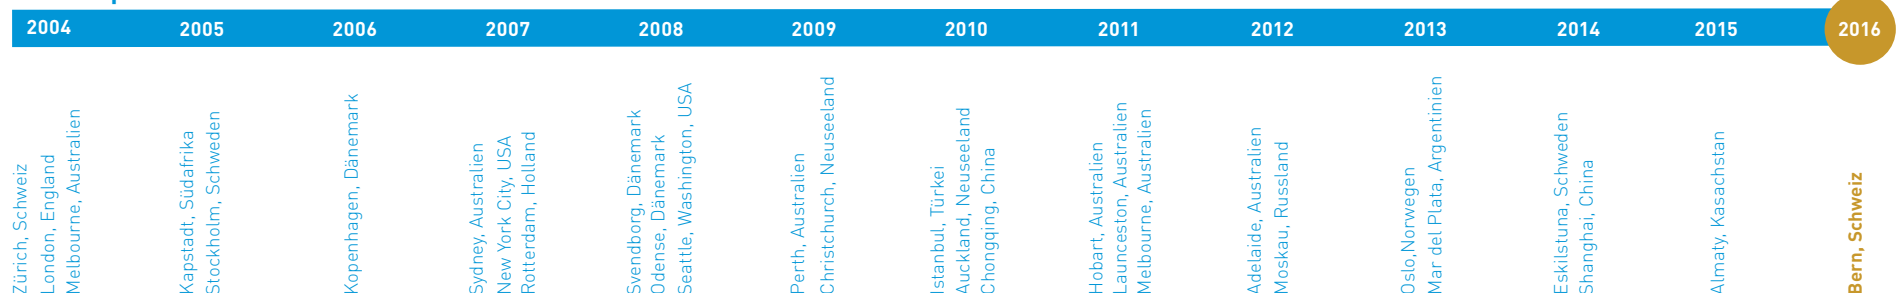 2004
2005
2006
2007
2008
2009
2010
2011
2012
2013
2014
2015
2016
Zürich, Schweiz
London, England
Melbourne, Australien
Kapstadt, Südafrika
Stockholm, Schweden
Kopenhagen, Dänemark
Sydney, Australien
New York City, USA
Rotterdam, Holland
Svendborg, Dänemark
Odense, Dänemark
Seattle, Washington, USA
Perth, Australien
Christchurch, Neuseeland
Istanbul, Türkei
Auckland, Neuseeland
Chongqing, China
Hobart, Australien
Launceston, Australien
Melbourne, Australien
Adelaide, Australien
Moskau, Russland
Oslo,Norwegen
Mar del Plata, Argentinien
Eskilstuna, Schweden
Shanghai, China
Almaty, Kasachstan
Bern, Schweiz